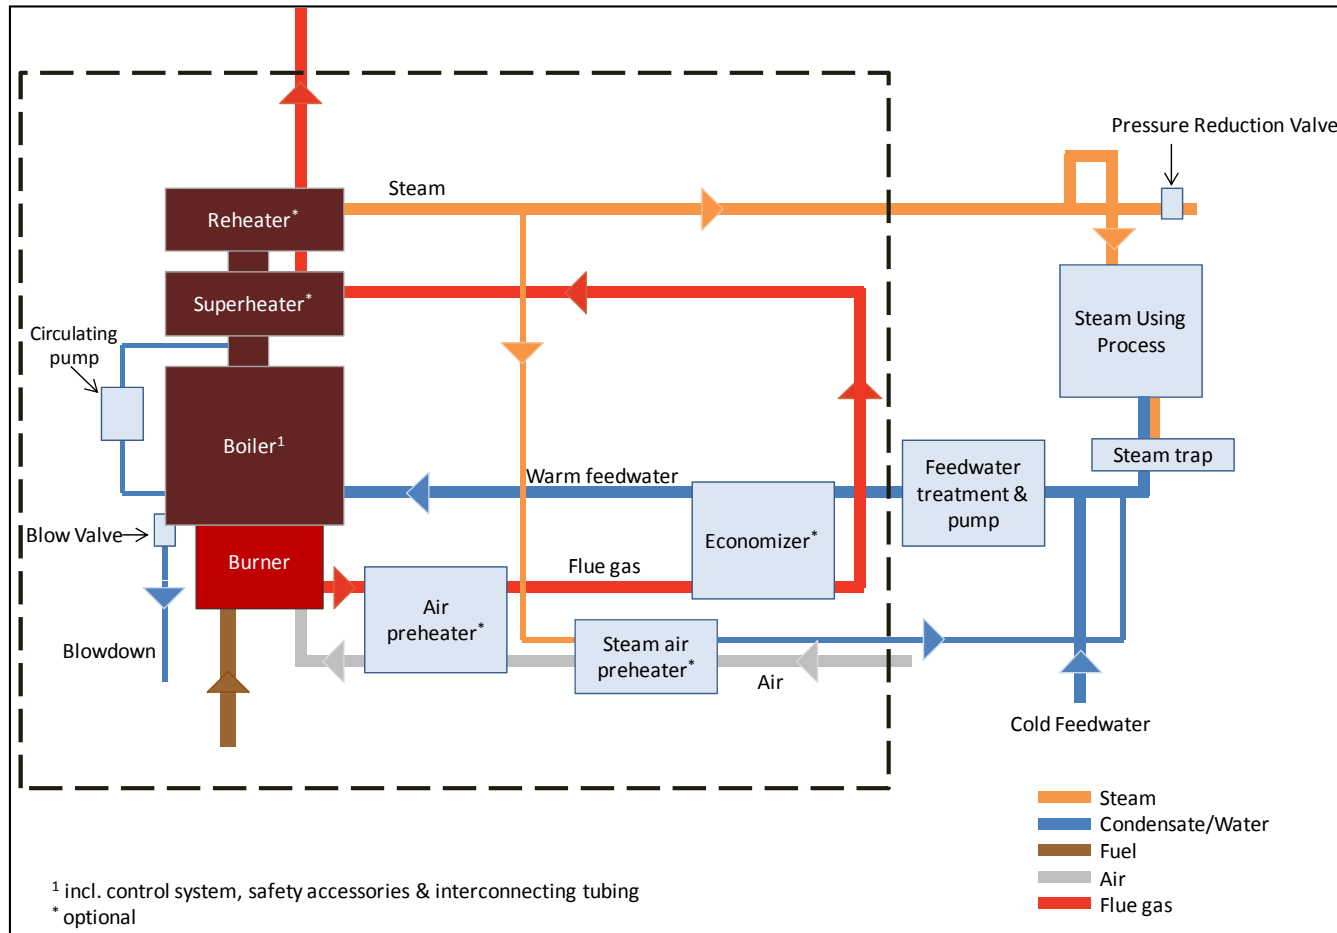 Pressure Reduction Valve
Steam
Reheater*
Superheater*
Circulating
pump
Steam Using
Process
Boiler¹
Steam trap
Warm feedwater
Feedwater
treatment &
pump
Blow Valve
Economizer*
Burner
Flue gas
Air
preheater*
Steam air
preheater*
Blowdown
Air
Cold Feedwater
Steam
Condensate/Water
Fuel
Air
Flue gas
¹ incl. control system, safety accessories & interconnecting tubing
* optional